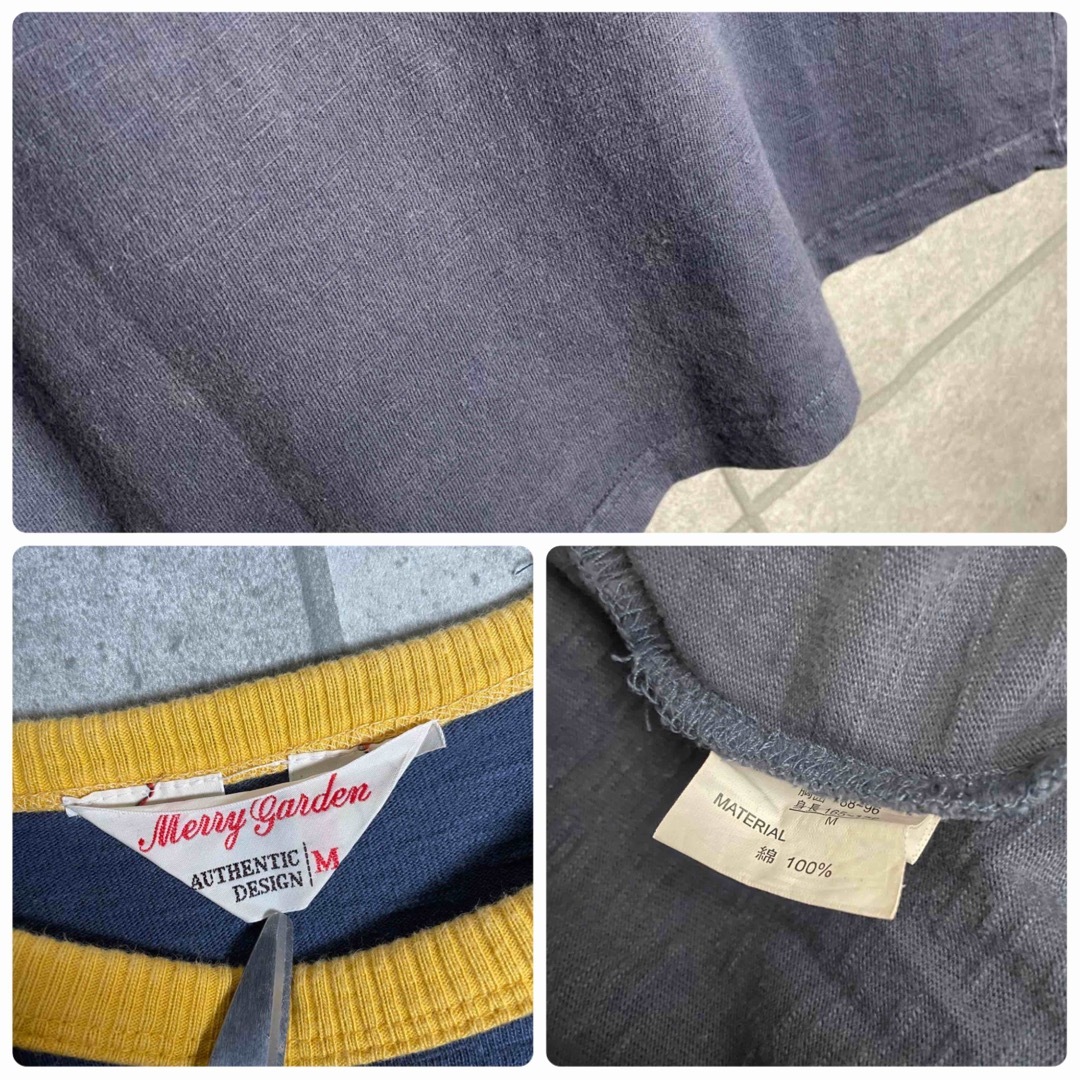 Merry Garden
AUTHENTIC
DESIGN
M
M
MATERIAL
綿 100%